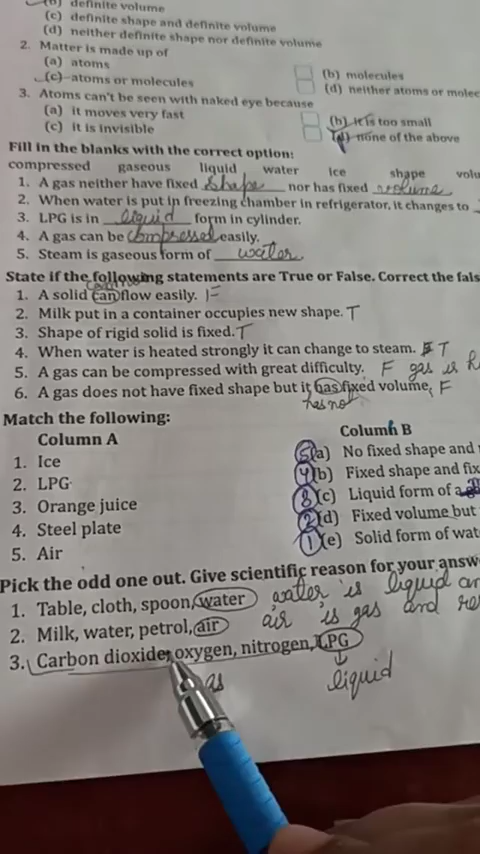 (b) definite volume
(c) definite shape and definite volume
(d) neither definite shape nor definite volume
2. Matter is made up of
(a) atoms
(b) molecules
(c) atoms or molecules
(d) neither atoms or molec
3. Atoms can't be seen with naked eye because
(a) it moves very fast
(b) it is too small
(c) it is invisible
(d) none of the above
Fill in the blanks with the correct option:
compressed gaseous liquid water ice shape volu
1. A gas neither have fixed shape nor has fixed volume
2. When water is put in freezing chamber in refrigerator, it changes to
3. LPG is in liquid form in cylinder.
4. A gas can be compressed easily.
5. Steam is gaseous form of water
State if the following statements are True or False. Correct the fals
1. A solid can flow easily. F
2. Milk put in a container occupies new shape. T
3. Shape of rigid solid is fixed. T
4. When water is heated strongly it can change to steam. T
5. A gas can be compressed with great difficulty. F gas is
6. A gas does not have fixed shape but it has fixed volume, F
has not
Match the following:
Column A
Column B
1. Ice
5 (a) No fixed shape and
2. LPG
4 (b) Fixed shape and fix
3. Orange juice
3 (c) Liquid form of a
4. Steel plate
2 (d) Fixed volume but
5. Air
1 (e) Solid form of wat
Pick the odd one out. Give scientific reason for your answ
1. Table, cloth, spoon, water water is liquid an
2. Milk, water, petrol, air air is gas and re
3. Carbon dioxide, oxygen, nitrogen, LPG
as
liquid